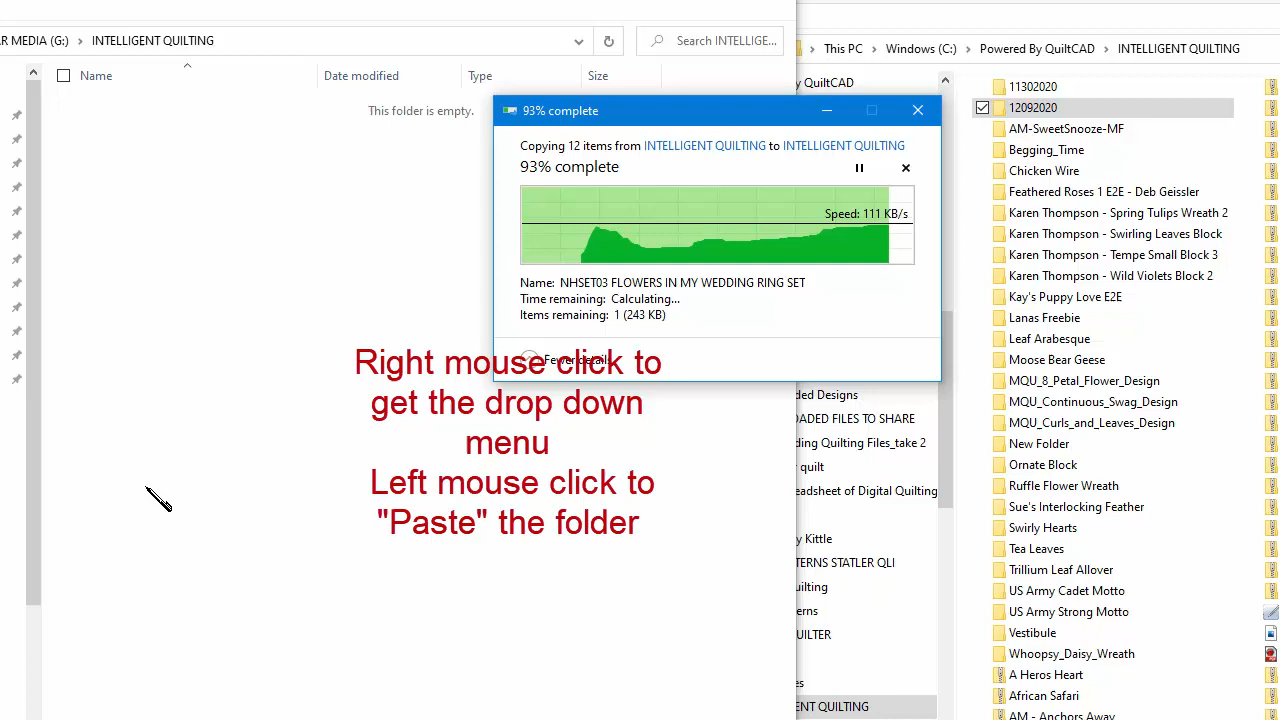 AR MEDIA (G:) > INTELLIGENT QUILTING
Search INTELLIGE...
Name
Date modified
Type
Size
This folder is empty.
93% complete
Copying 12 items from INTELLIGENT QUILTING to INTELLIGENT QUILTING
93% complete
Speed: 111 KB/s
Name: NHSET03 FLOWERS IN MY WEDDING RING SET
Time remaining: Calculating...
Items remaining: 1 (243 KB)
Fewer details
Right mouse click to
get the drop down
menu
Left mouse click to
"Paste" the folder
This PC > Windows (C:) > Powered By QuiltCAD > INTELLIGENT QUILTING
y QuiltCAD
ded Designs
OADED FILES TO SHARE
ding Quilting Files_take 2
quilt
eadsheet of Digital Quilting
y Kittle
TERNS STATLER QLI
uilting
erns
QUILTER
es
ENT QUILTING
11302020
12092020
AM-SweetSnooze-MF
Begging_Time
Chicken Wire
Feathered Roses 1 E2E - Deb Geissler
Karen Thompson - Spring Tulips Wreath 2
Karen Thompson - Swirling Leaves Block
Karen Thompson - Tempe Small Block 3
Karen Thompson - Wild Violets Block 2
Kay's Puppy Love E2E
Lanas Freebie
Leaf Arabesque
Moose Bear Geese
MQU_8_Petal_Flower_Design
MQU_Continuous_Swag_Design
MQU_Curls_and_Leaves_Design
New Folder
Ornate Block
Ruffle Flower Wreath
Sue's Interlocking Feather
Swirly Hearts
Tea Leaves
Trillium Leaf Allover
US Army Cadet Motto
US Army Strong Motto
Vestibule
Whoopsy_Daisy_Wreath
A Heros Heart
African Safari
AM - Anchors Away